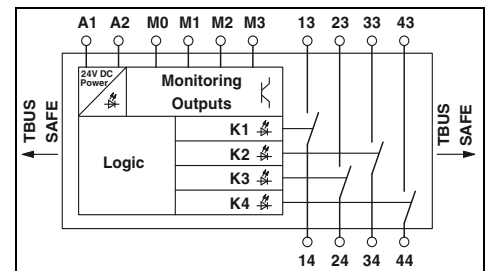 A1 A2 M0 M1 M2 M3 13 23 33 43
24V DC
Power
Monitoring
Outputs
TBUS
SAFE
Logic
K1
K2
K3
K4
TBUS
SAFE
14 24 34 44